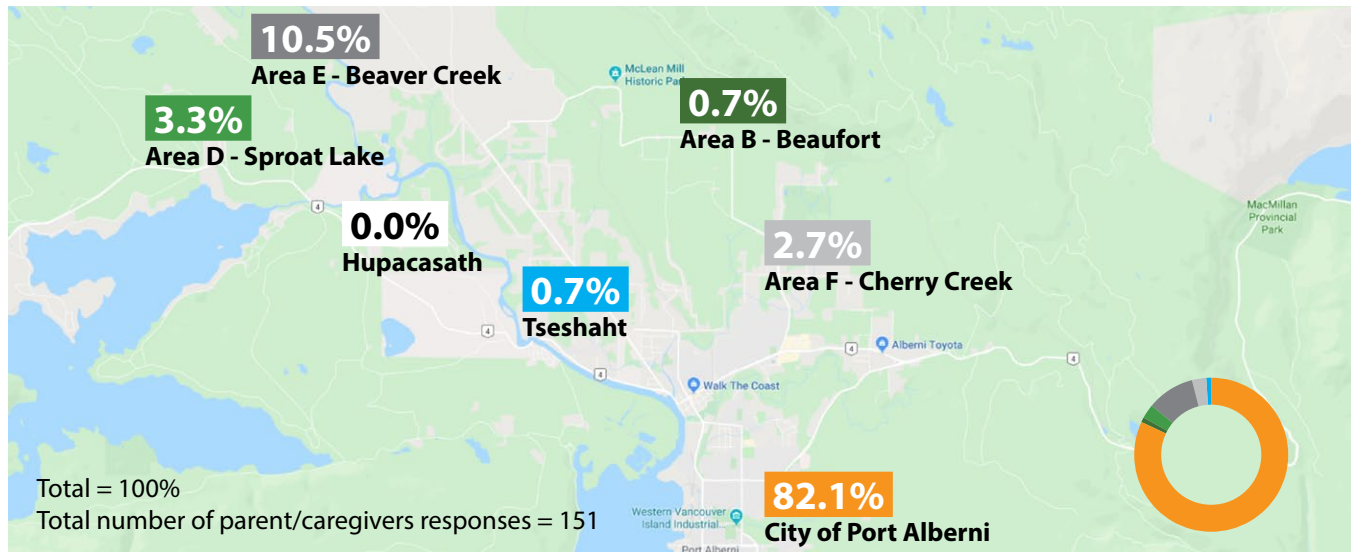 10.5%
Area E - Beaver Creek
McLean Mill
Historic Park
0.7%
Area B - Beaufort
3.3%
Area D - Sproat Lake
4
0.0%
Hupacasath
MacMillan
Provincial
Park
2.7%
Area F - Cherry Creek
0.7%
Tseshaht
4
4
Alberni Toyota
4
4
Walk The Coast
Total = 100%
Total number of parent/caregivers responses = 151
82.1%
City of Port Alberni
Western Vancouver
Island Industrial...
Port Alberni